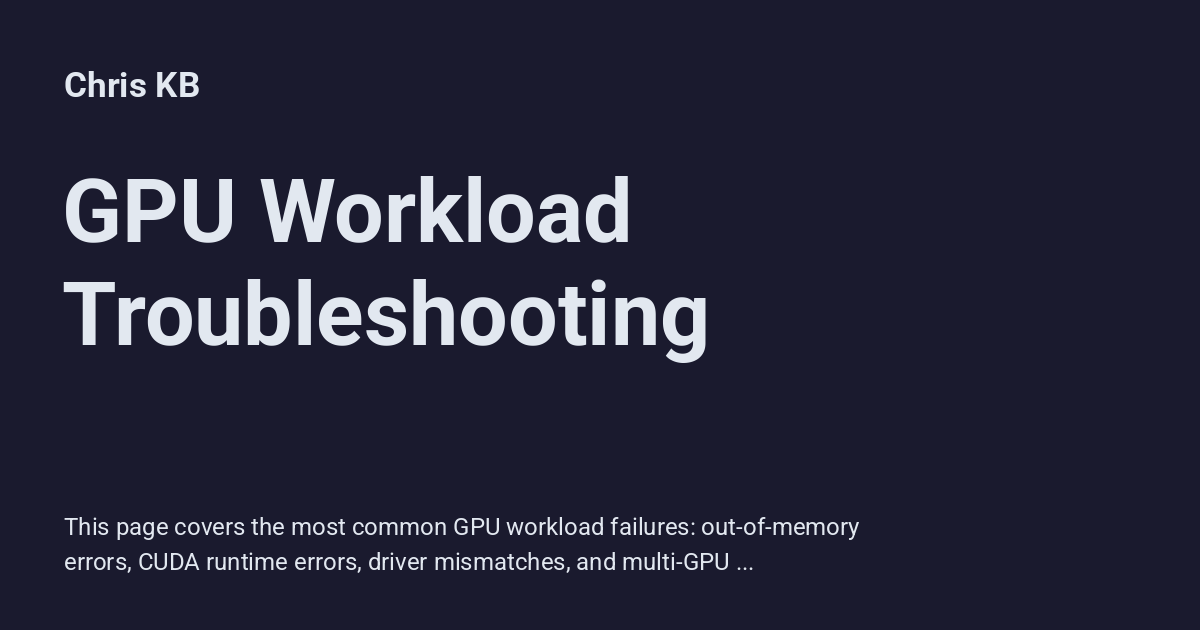 Chris KB
GPU Workload
Troubleshooting
This page covers the most common GPU workload failures: out-of-memory
errors, CUDA runtime errors, driver mismatches, and multi-GPU ...